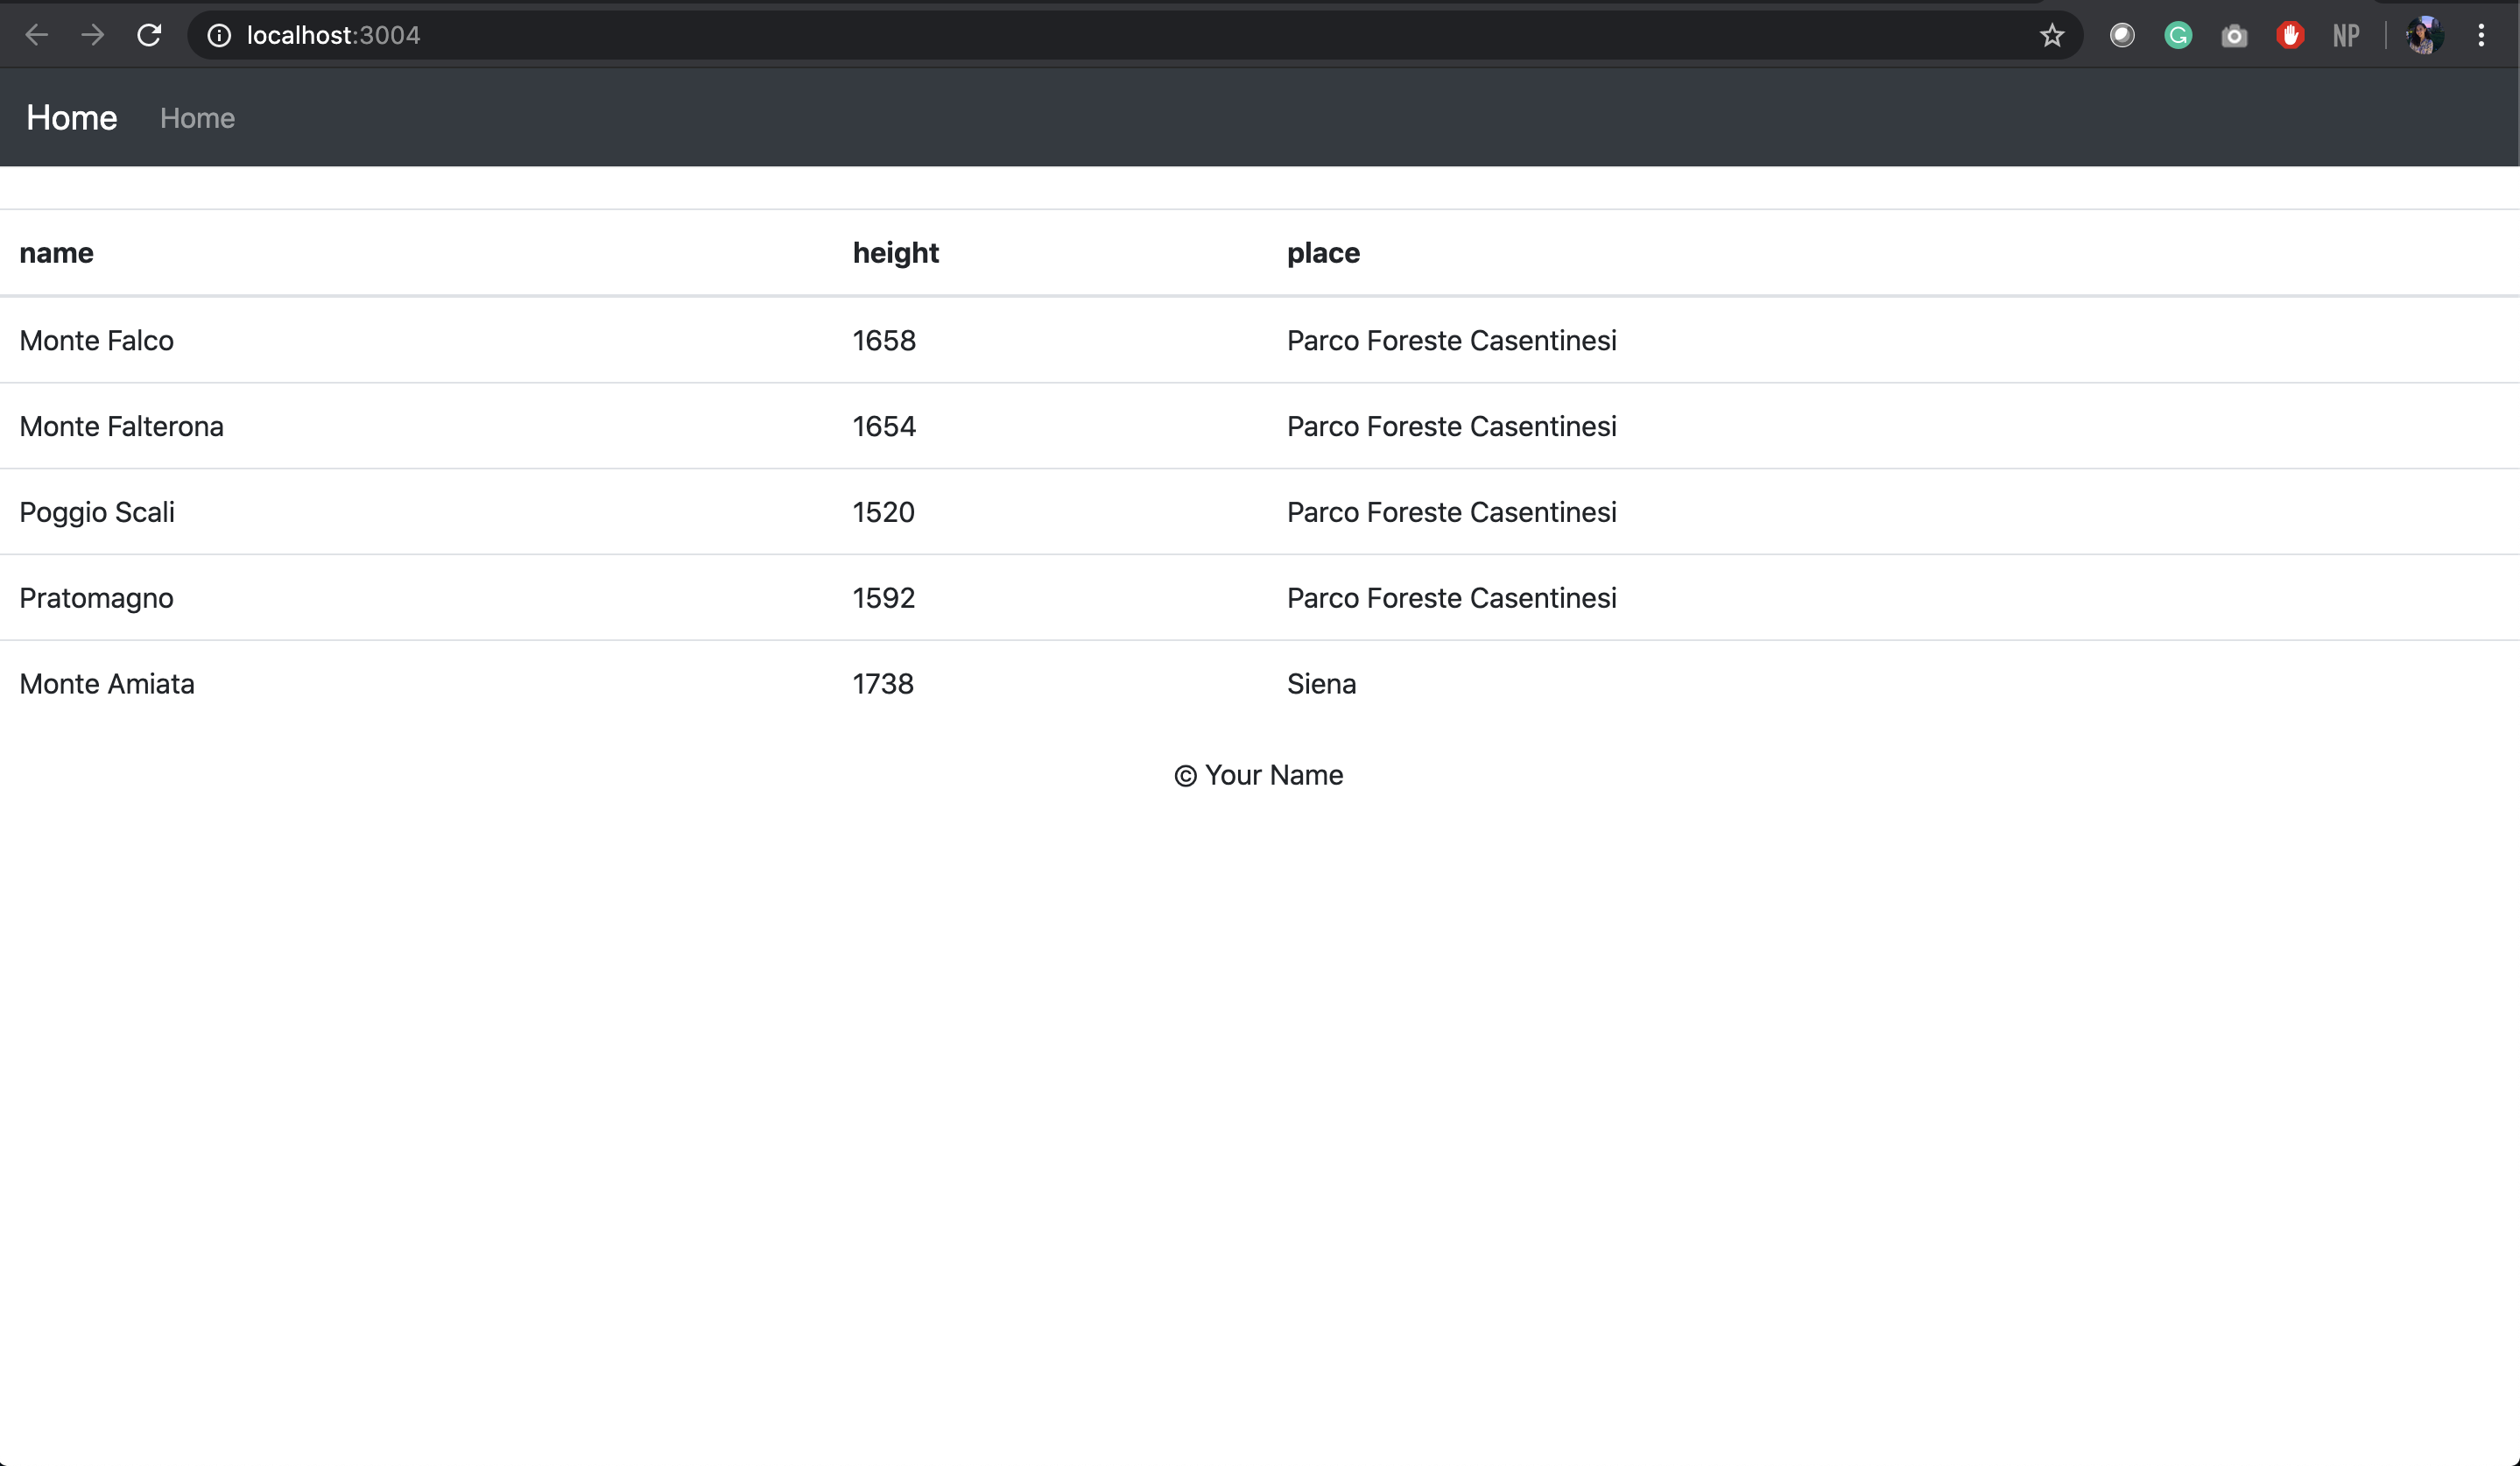 localhost:3004
NP
Home Home
name height place
Monte Falco 1658 Parco Foreste Casentinesi
Monte Falterona 1654 Parco Foreste Casentinesi
Poggio Scali 1520 Parco Foreste Casentinesi
Pratomagno 1592 Parco Foreste Casentinesi
Monte Amiata 1738 Siena
© Your Name